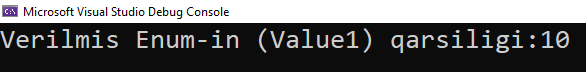 Microsoft Visual Studio Debug Console
Verilmis Enum-in (Value1) qarsiligi:10